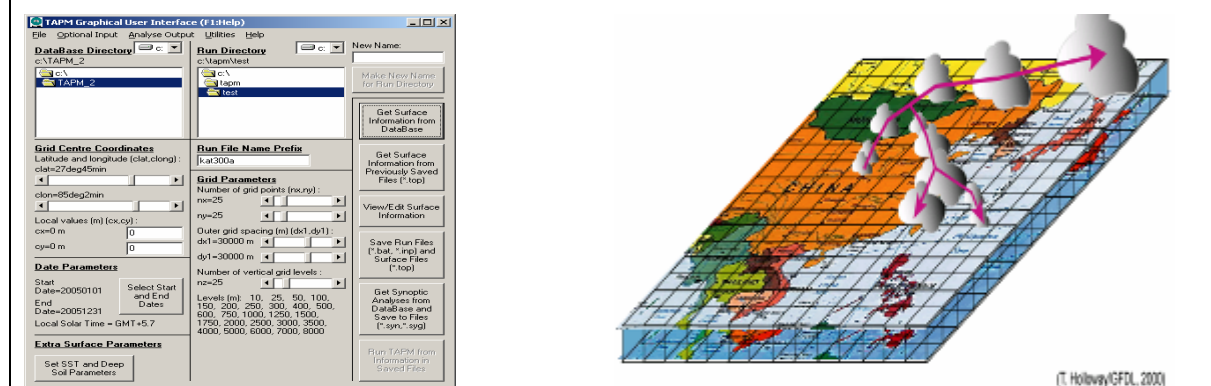 TAPM Graphical User Interface (F1:Help)
File Optional Input Analyse Output Utilities Help
DataBase Directory
c:
c:\TAPM_2
c:\
TAPM_2
Run Directory
c:
c:\tapm\test
c:\
tapm
test
New Name:
Make New Name
for Run Directory
Get Surface
Information from
DataBase
Get Surface
Information from
Previously Saved
Files (*.top)
View/Edit Surface
Information
Save Run Files
(*.bat, *.inp) and
Surface Files
(*.top)
Get Synoptic
Analyses from
DataBase and
Save to Files
(*.syn,*.syg)
Run TAPM from
Information in
Saved Files
Grid Centre Coordinates
Latitude and longitude (clat,clong) :
clat=27deg45min
clon=85deg2min
Local values (m) (cx,cy) :
cx=0 m
0
cy=0 m
0
Date Parameters
Start
Date=20050101
End
Date=20051231
Select Start
and End
Dates
Local Solar Time = GMT+5.7
Extra Surface Parameters
Set SST and Deep
Soil Parameters
Run File Name Prefix
kat300a
Grid Parameters
Number of grid points (nx,ny) :
nx=25
ny=25
Outer grid spacing (m) (dx1,dy1) :
dx1=30000 m
dy1=30000 m
Number of vertical grid levels :
nz=25
Levels (m): 10, 25, 50, 100,
150, 200, 250, 300, 400, 500,
600, 750, 1000, 1250, 1500,
1750, 2000, 2500, 3000, 3500,
4000, 5000, 6000, 7000, 8000
CHINA
(T. Holloway/GFDL, 2000)